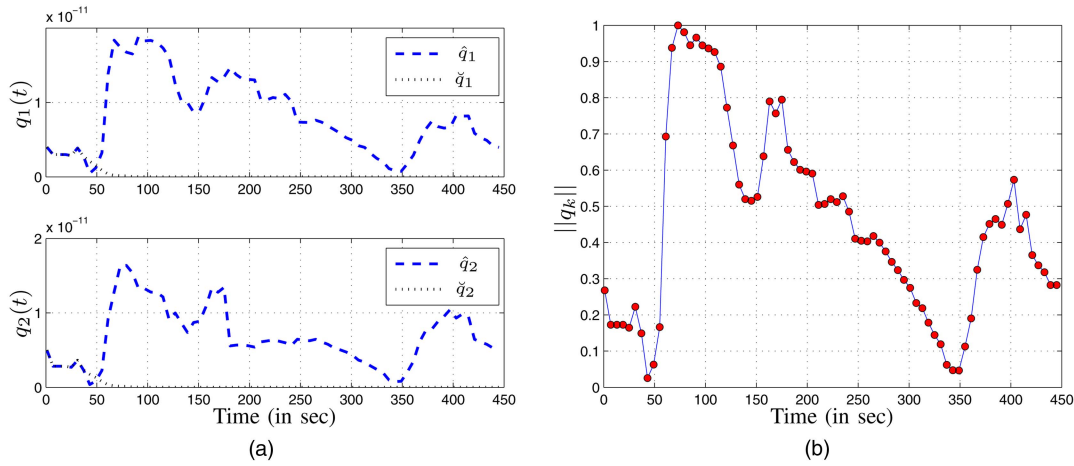 x 10⁻¹¹
q₁(t)
1
0
q̂₁
q̆₁
0 50 100 150 200 250 300 350 400 450
x 10⁻¹¹
q₂(t)
2
1
0
q̂₂
q̆₂
0 50 100 150 200 250 300 350 400 450
Time (in sec)
(a)
||qₖ||
1
0.9
0.8
0.7
0.6
0.5
0.4
0.3
0.2
0.1
0
0 50 100 150 200 250 300 350 400 450
Time (in sec)
(b)